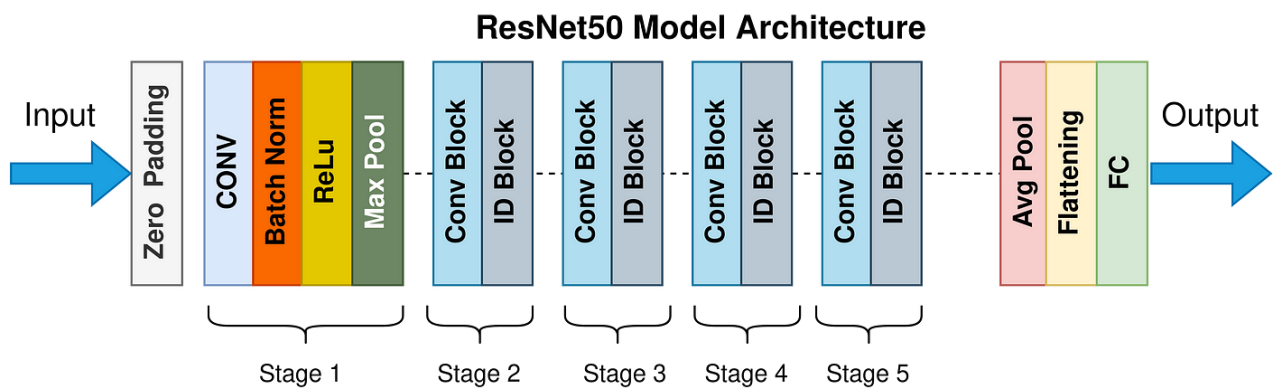 ResNet50 Model Architecture
Input
Zero Padding
CONV
Batch Norm
ReLu
Max Pool
Conv Block
ID Block
Conv Block
ID Block
Conv Block
ID Block
Conv Block
ID Block
Avg Pool
Flattening
FC
Output
Stage 1
Stage 2
Stage 3
Stage 4
Stage 5